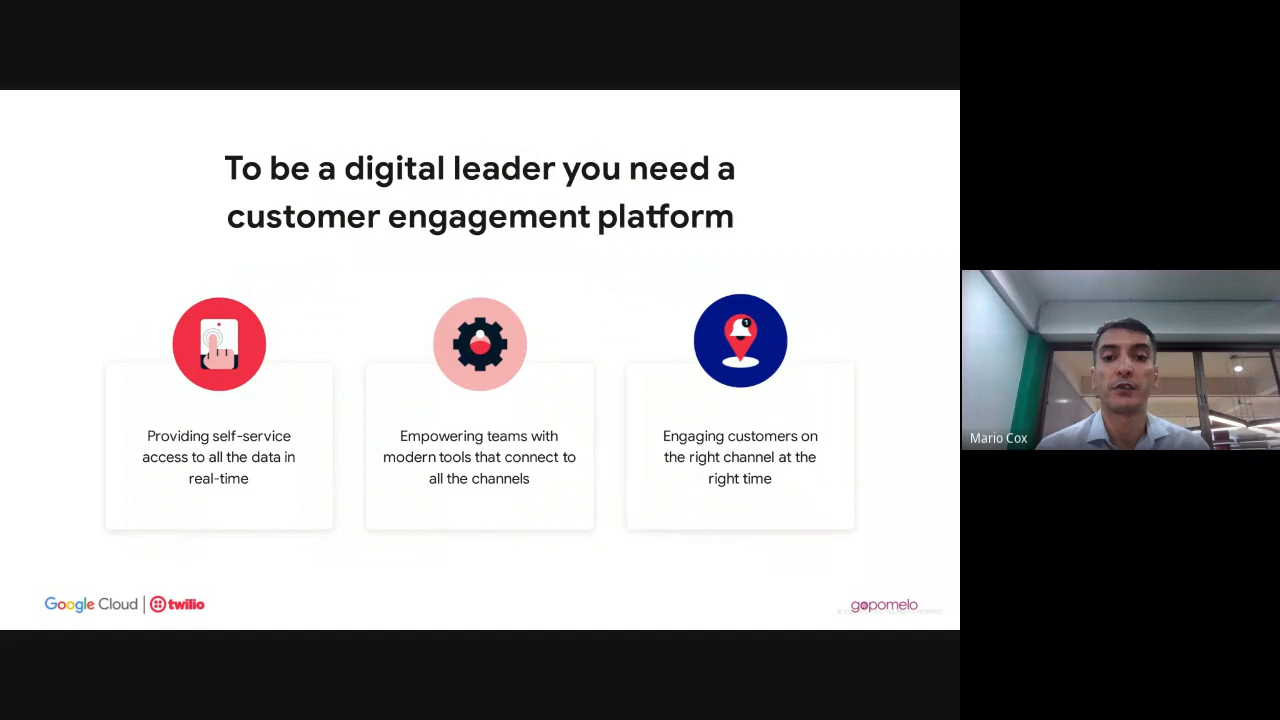 To be a digital leader you need a
customer engagement platform
1
Providing self-service
access to all the data in
real-time
Empowering teams with
modern tools that connect to
all the channels
Engaging customers on
the right channel at the
right time
Google Cloud | twilio
gopomelo
Mario Cox